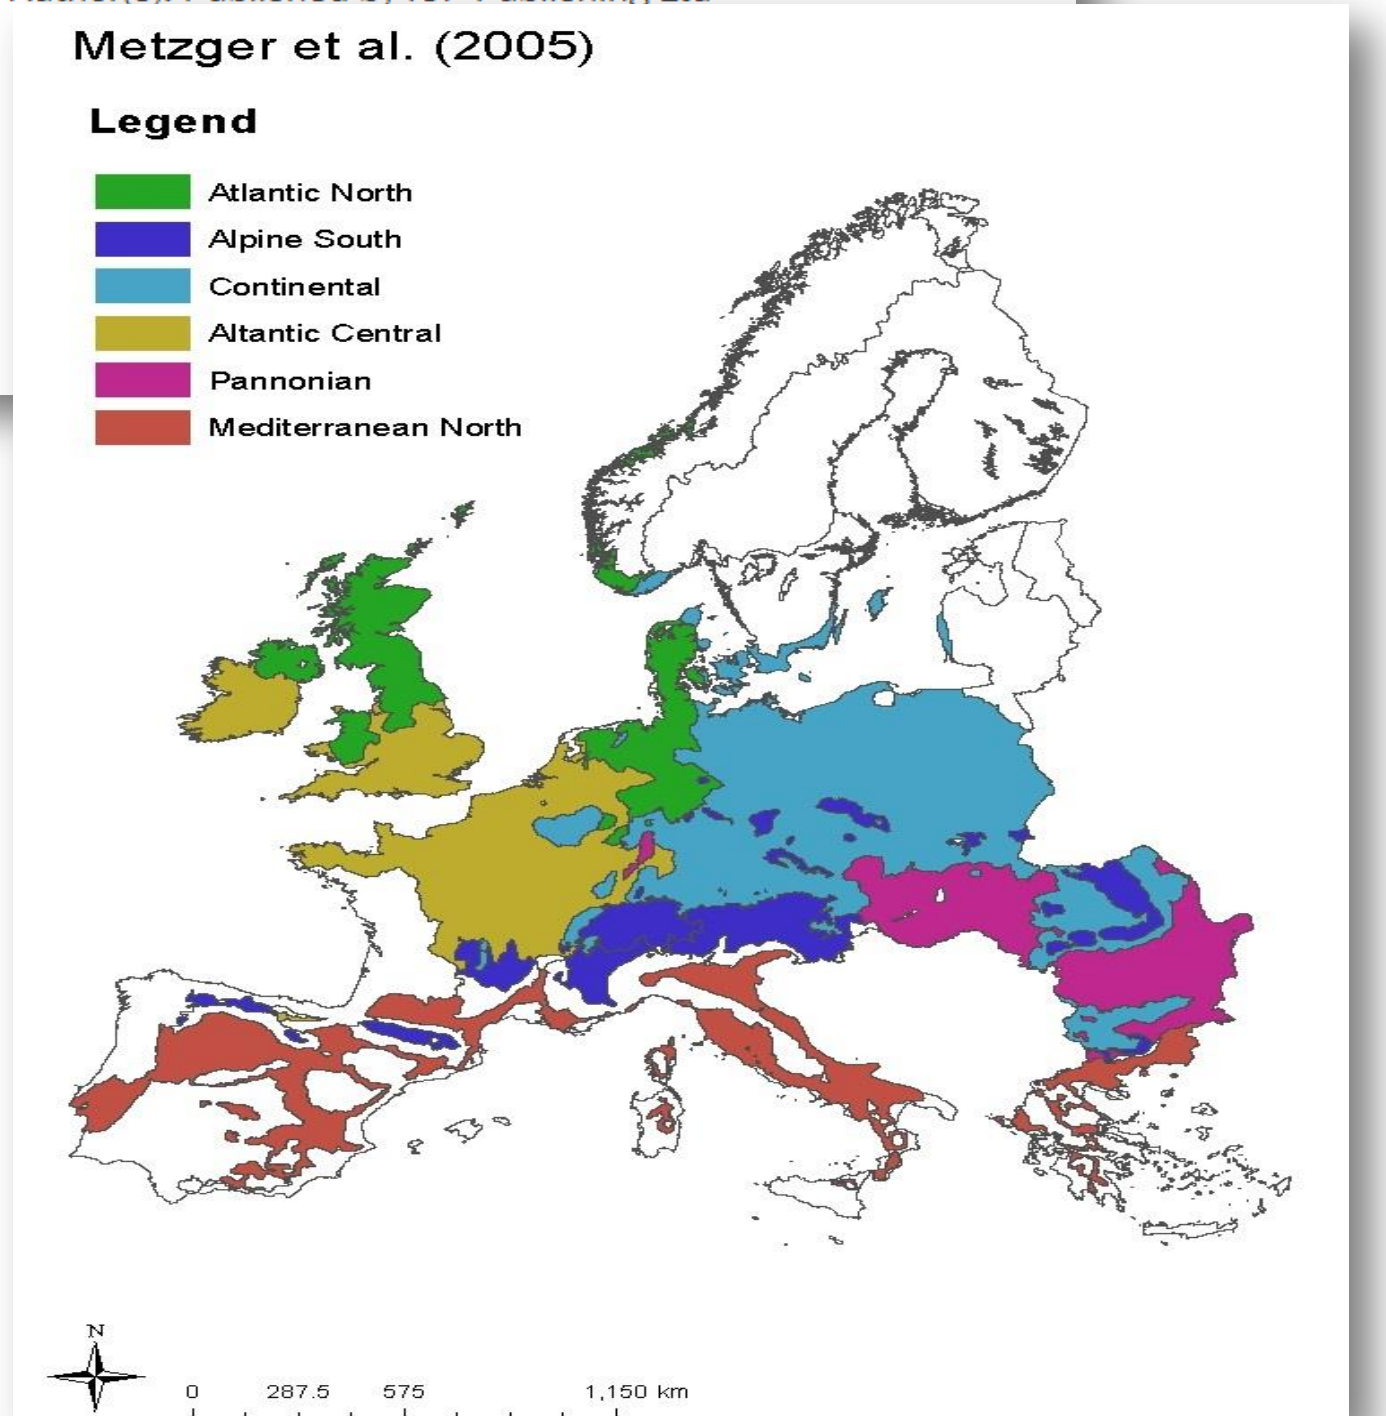 Metzger et al. (2005)
Legend
Atlantic North
Alpine South
Continental
Altantic Central
Pannonian
Mediterranean North
N
0 287.5 575 1,150 km